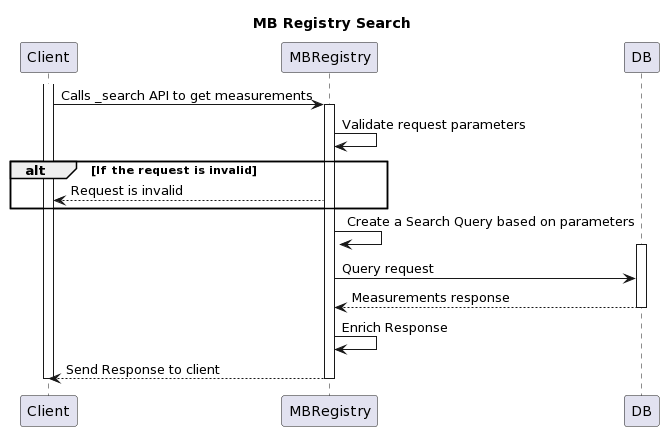 MB Registry Search
Client MBRegistry DB
Calls _search API to get measurements
Validate request parameters
alt [If the request is invalid]
Request is invalid
Create a Search Query based on parameters
Query request
Measurements response
Enrich Response
Send Response to client
Client MBRegistry DB